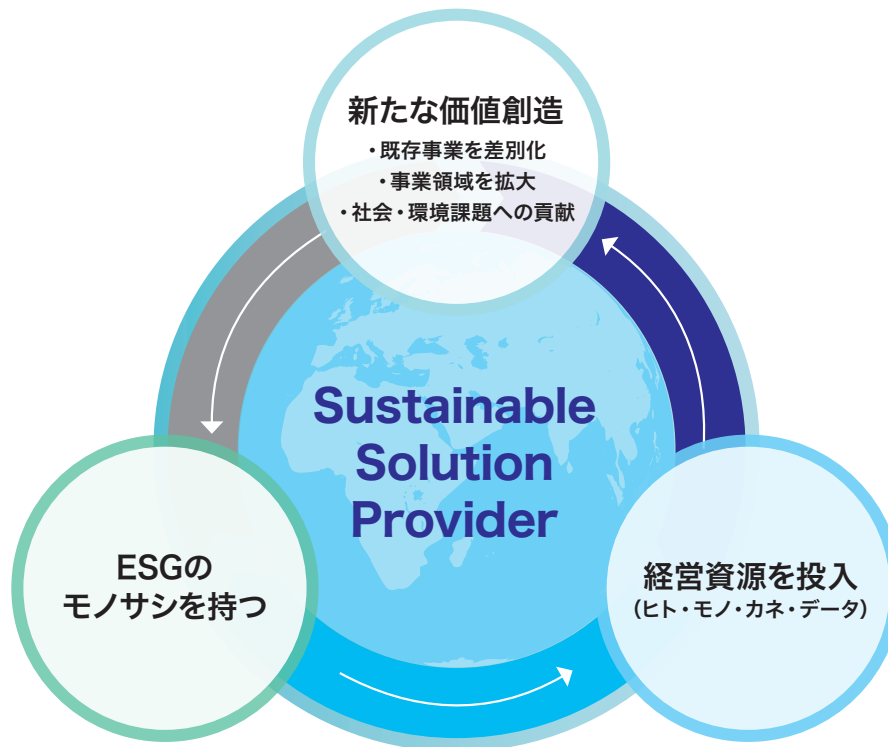 新たな価値創造
・既存事業を差別化
・事業領域を拡大
・社会・環境課題への貢献
Sustainable
Solution
Provider
ESGの
モノサシを持つ
経営資源を投入
(ヒト・モノ・カネ・データ)